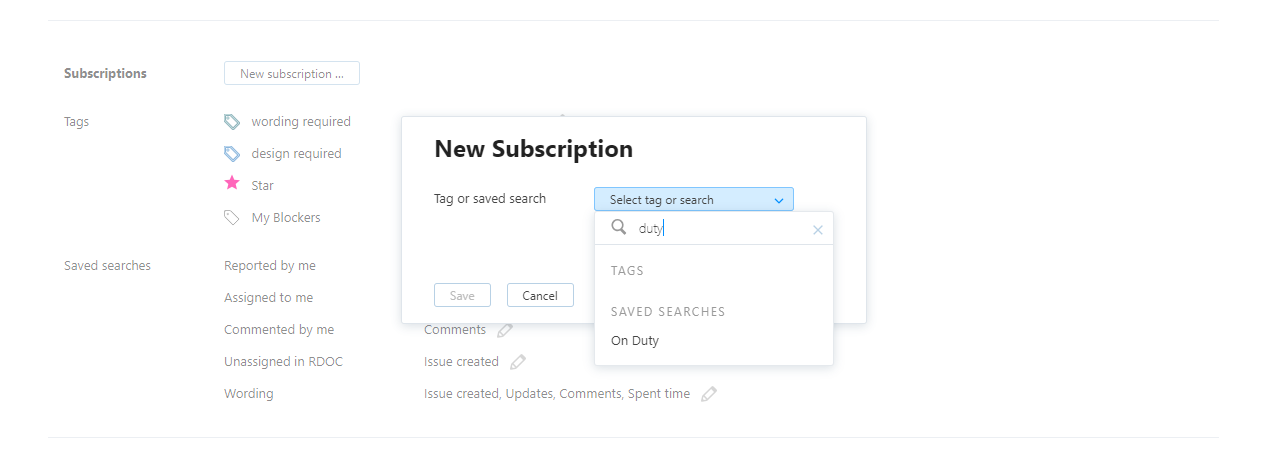 Subscriptions
New subscription ...
Tags
wording required
design required
Star
My Blockers
New Subscription
Tag or saved search
Select tag or search
duty
TAGS
SAVED SEARCHES
On Duty
Save
Cancel
Saved searches
Reported by me
Assigned to me
Commented by me
Comments
Unassigned in RDOC
Issue created
Wording
Issue created, Updates, Comments, Spent time